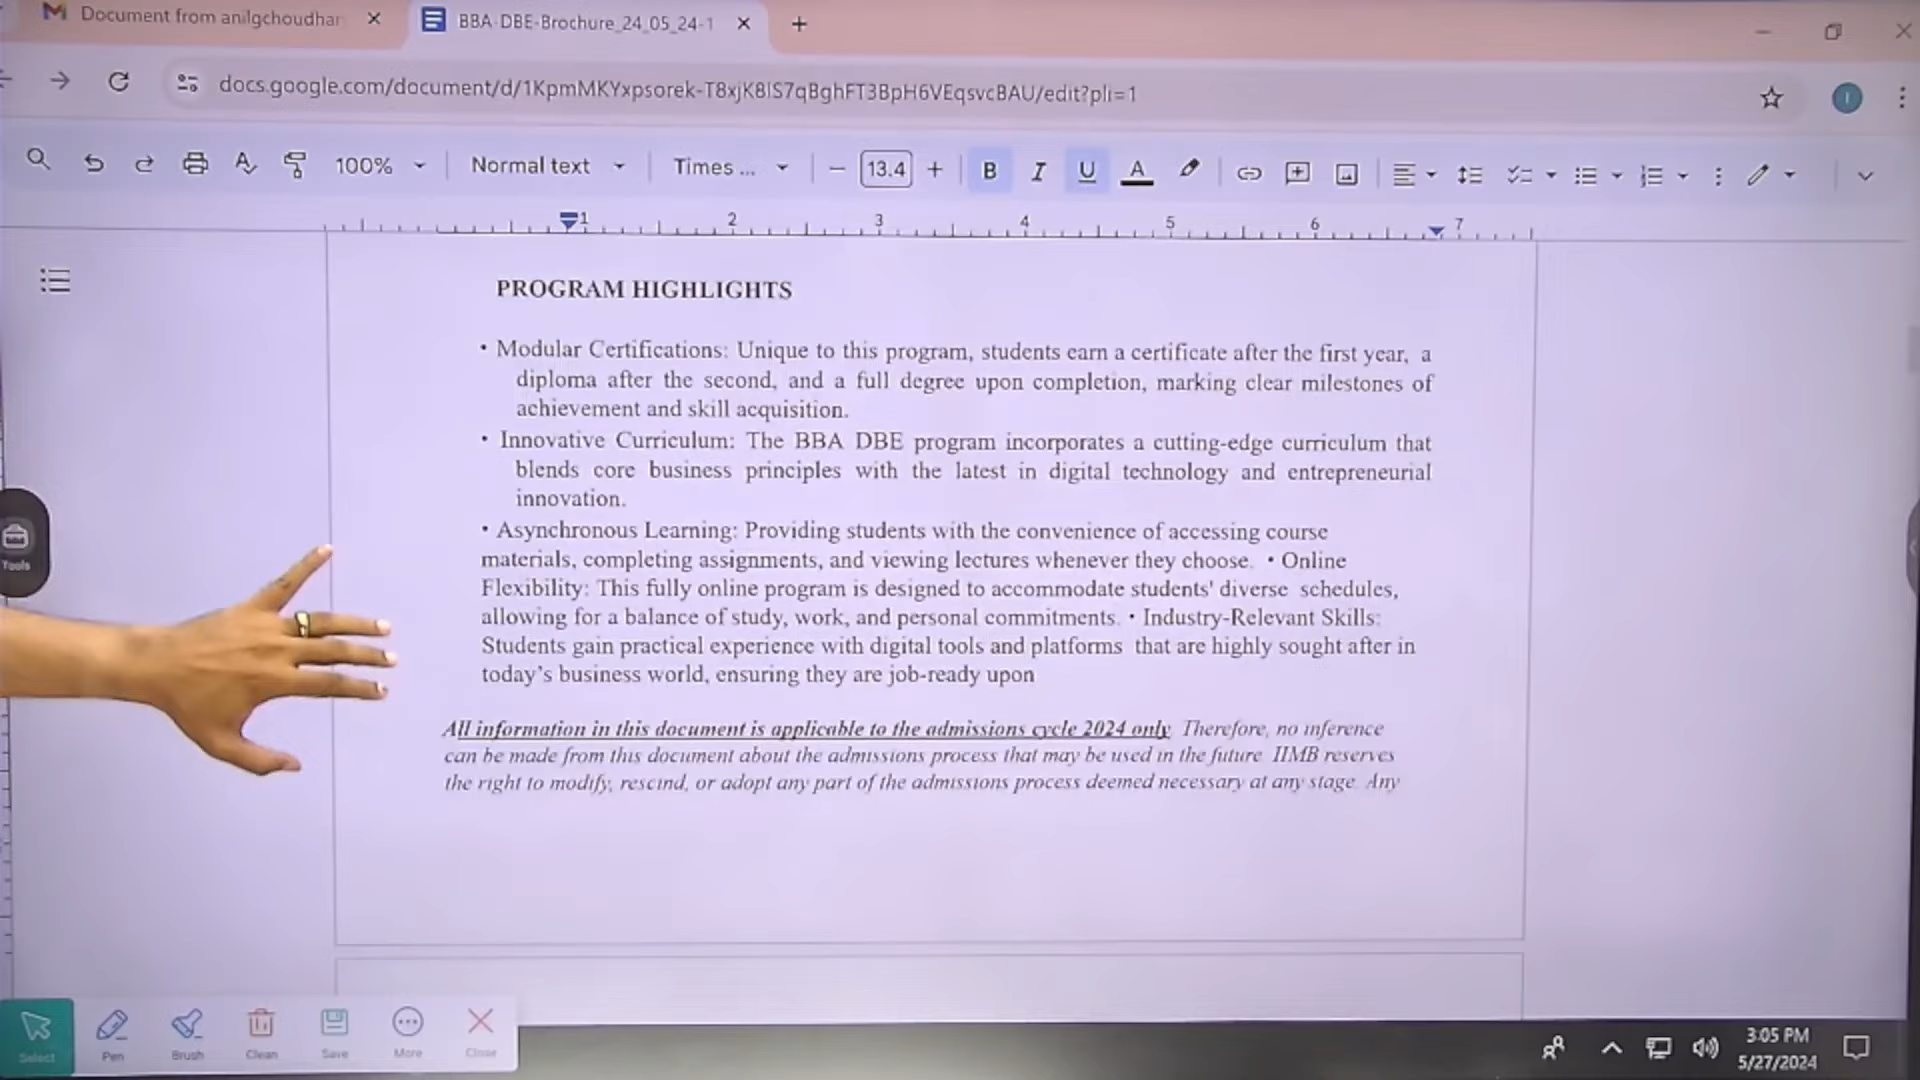 Document from anilgchoudhar
BBA-DBE-Brochure_24_05_24-1
docs.google.com/document/d/1KpmMKYxpsorek-T8xjK8IS7qBghFT3BpH6VEqsvcBAU/edit?pli=1
100%
Normal text
Times ...
13.4
B I U A
1 2 3 4 5 6 7
PROGRAM HIGHLIGHTS
• Modular Certifications: Unique to this program, students earn a certificate after the first year, a
diploma after the second, and a full degree upon completion, marking clear milestones of
achievement and skill acquisition.
• Innovative Curriculum: The BBA DBE program incorporates a cutting-edge curriculum that
blends core business principles with the latest in digital technology and entrepreneurial
innovation.
• Asynchronous Learning: Providing students with the convenience of accessing course
materials, completing assignments, and viewing lectures whenever they choose. • Online
Flexibility: This fully online program is designed to accommodate students' diverse schedules,
allowing for a balance of study, work, and personal commitments. • Industry-Relevant Skills:
Students gain practical experience with digital tools and platforms that are highly sought after in
today's business world, ensuring they are job-ready upon
All information in this document is applicable to the admissions cycle 2024 only. Therefore, no inference
can be made from this document about the admissions process that may be used in the future. IIMB reserves
the right to modify, rescind, or adopt any part of the admissions process deemed necessary at any stage. Any
Tools
Select
Pen
Brush
Clean
Save
More
Close
3:05 PM
5/27/2024